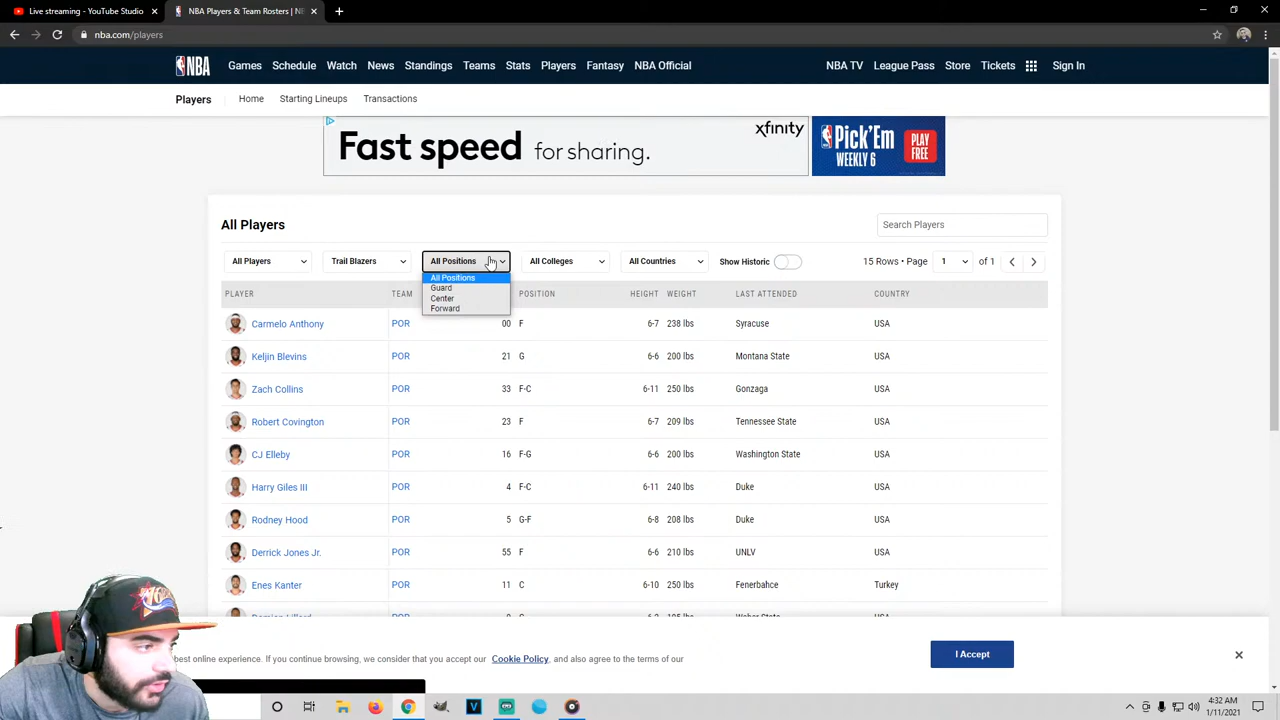 Live streaming - YouTube Studio
NBA Players & Team Rosters | NB
nba.com/players
NBA Games Schedule Watch News Standings Teams Stats Players Fantasy NBA Official NBA TV League Pass Store Tickets Sign In
Players Home Starting Lineups Transactions
Fast speed for sharing. xfinity
NBA Pick'Em WEEKLY 6 PLAY FREE
All Players Search Players
All Players Trail Blazers All Positions All Colleges All Countries Show Historic 15 Rows • Page 1 of 1
All Positions
Guard
Center
Forward
PLAYER TEAM POSITION HEIGHT WEIGHT LAST ATTENDED COUNTRY
Carmelo Anthony POR 00 F 6-7 238 lbs Syracuse USA
Keljin Blevins POR 21 G 6-6 200 lbs Montana State USA
Zach Collins POR 33 F-C 6-11 250 lbs Gonzaga USA
Robert Covington POR 23 F 6-7 209 lbs Tennessee State USA
CJ Elleby POR 16 F-G 6-6 200 lbs Washington State USA
Harry Giles III POR 4 F-C 6-11 240 lbs Duke USA
Rodney Hood POR 5 G-F 6-8 208 lbs Duke USA
Derrick Jones Jr. POR 55 F 6-6 210 lbs UNLV USA
Enes Kanter POR 11 C 6-10 250 lbs Fenerbahce Turkey
best online experience. If you continue browsing, we consider that you accept our Cookie Policy, and also agree to the terms of our
I Accept
4:32 AM
1/11/2021